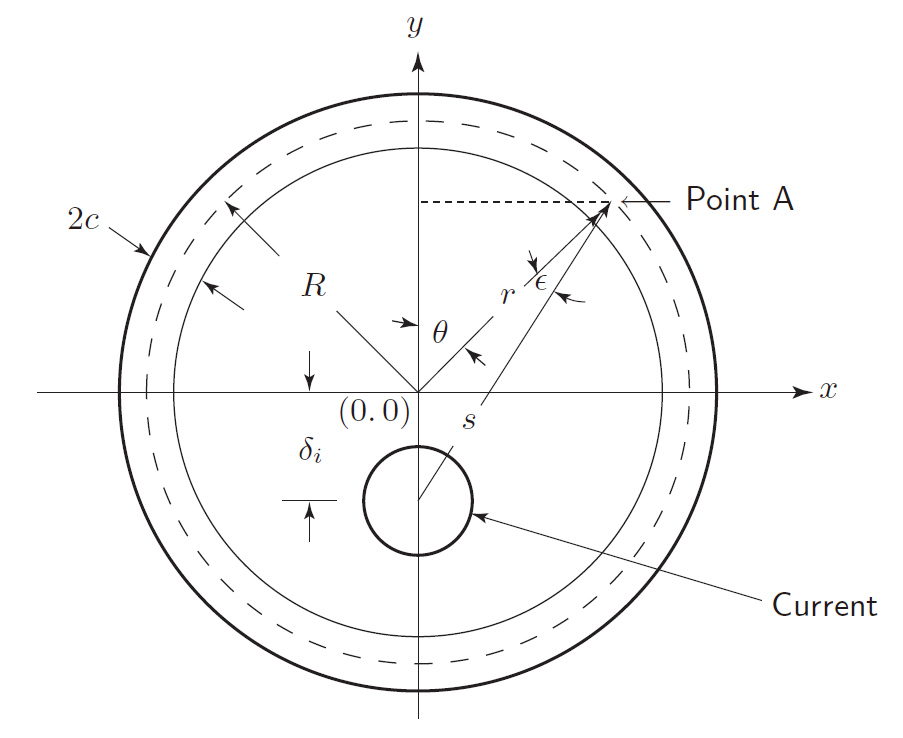 y
Point A
2c
R
ϵ
r
θ
x
(0.0)
s
δᵢ
Current